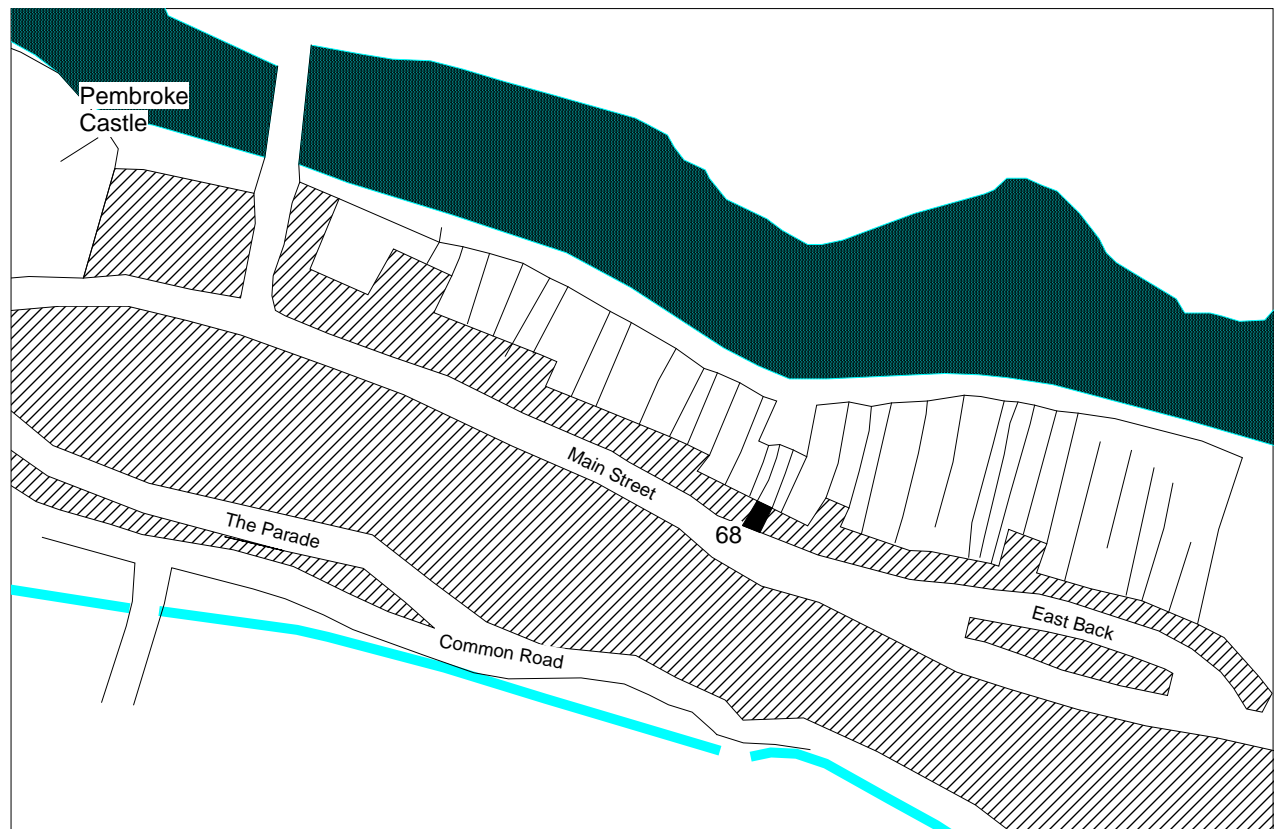 Pembroke
Castle
Main Street
68
The Parade
East Back
Common Road